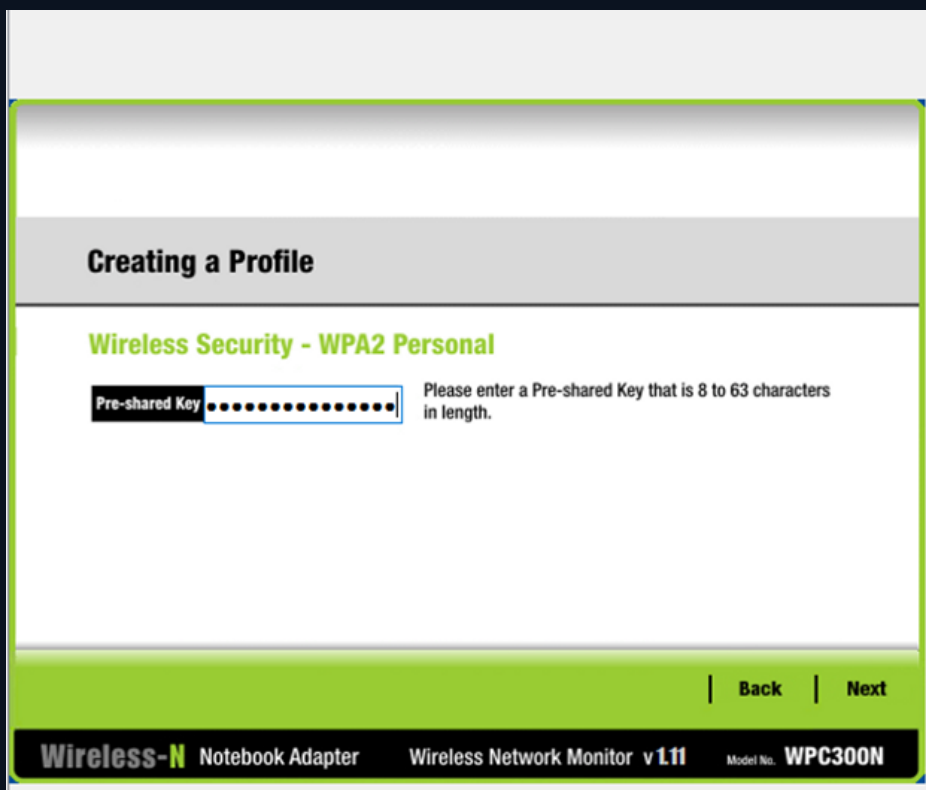 Creating a Profile
Wireless Security - WPA2 Personal
Pre-shared Key ●●●●●●●●●●●●●●●
Please enter a Pre-shared Key that is 8 to 63 characters
in length.
Back Next
Wireless-N Notebook Adapter Wireless Network Monitor v 1.11 Model No. WPC300N